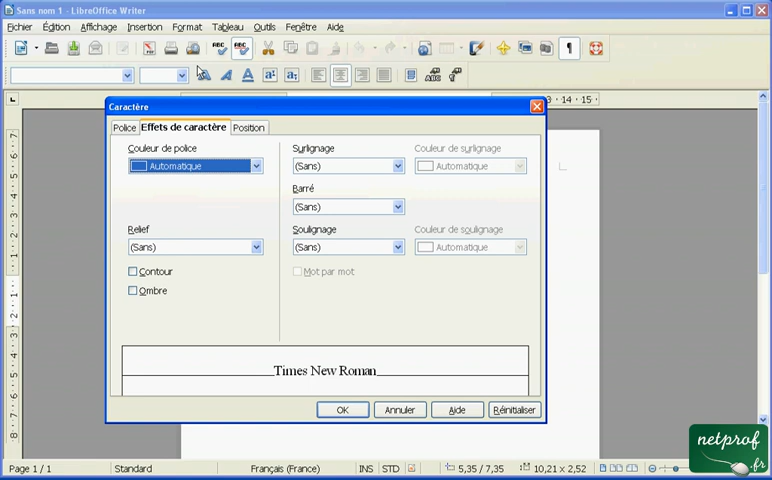 Sans nom 1 - LibreOffice Writer
Fichier Édition Affichage Insertion Format Tableau Outils Fenêtre Aide
Caractère
Police Effets de caractère Position
Couleur de police Surlignage Couleur de surlignage
Automatique (Sans) Automatique
Barré
(Sans)
Relief Soulignage Couleur de soulignage
(Sans) (Sans) Automatique
Contour Mot par mot
Ombre
Times New Roman
OK Annuler Aide Réinitialiser
Page 1 / 1 Standard Français (France) INS STD 5,35 / 7,35 10,21 x 2,52
netprof
.fr